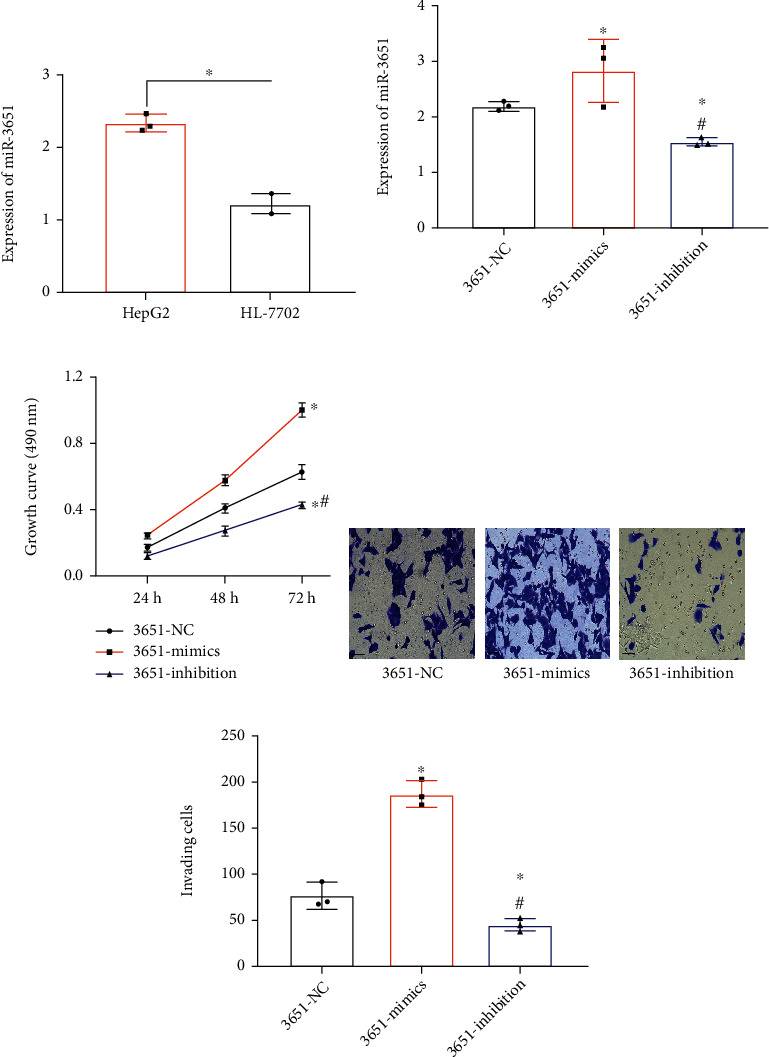 Expression of miR-3651
3
2
1
0
*
HepG2
HL-7702
Expression of miR-3651
4
3
2
1
0
*
*
#
3651-NC
3651-mimics
3651-inhibition
Growth curve (490 nm)
1.2
0.8
0.4
0.0
*
*#
24 h
48 h
72 h
3651-NC
3651-mimics
3651-inhibition
3651-NC
3651-mimics
3651-inhibition
Invading cells
250
200
150
100
50
0
*
*
#
3651-NC
3651-mimics
3651-inhibition